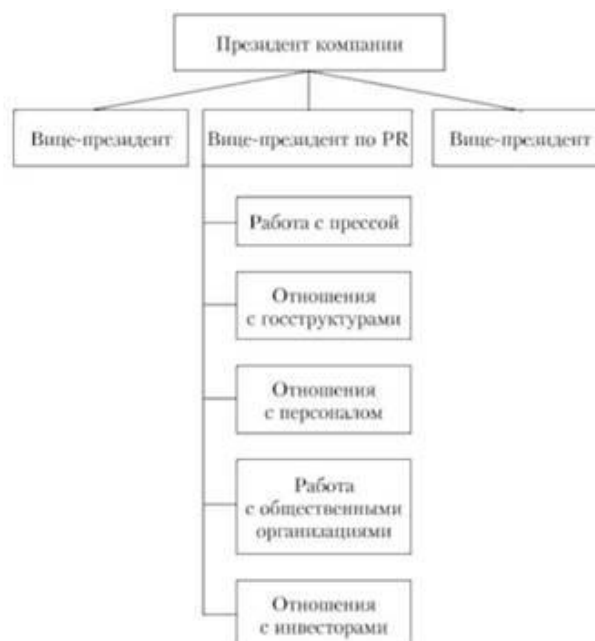 Президент компании
Вице-президент
Вице-президент по PR
Вице-президент
Работа с прессой
Отношения
с госструктурами
Отношения
с персоналом
Работа
с общественными
организациями
Отношения
с инвесторами